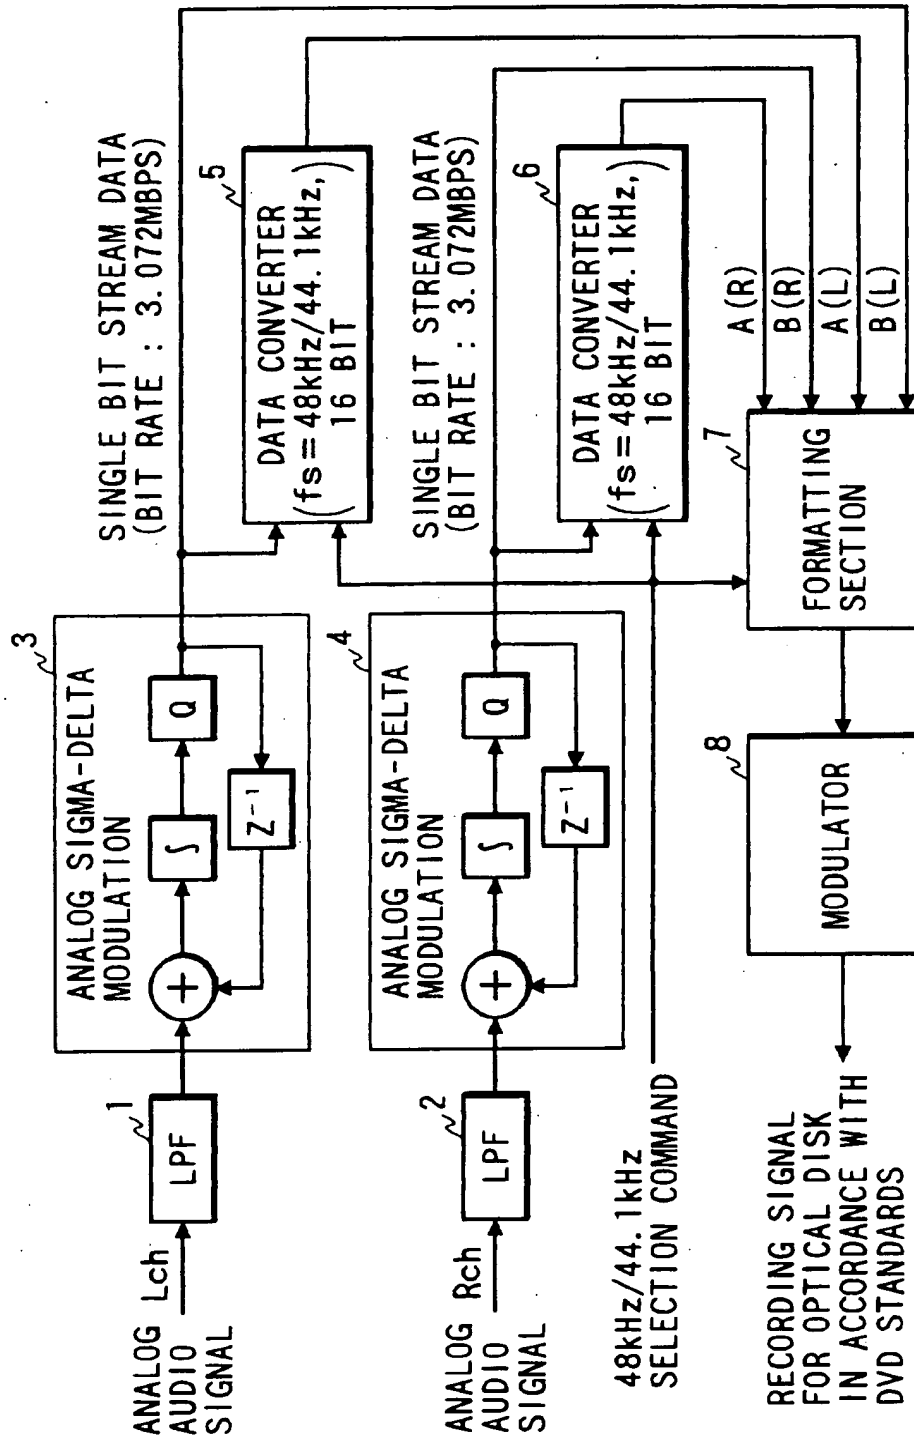 ANALOG
AUDIO
SIGNAL
Lch
1
LPF
3
ANALOG SIGMA-DELTA
MODULATION
+
∫
Q
Z⁻¹
SINGLE BIT STREAM DATA
(BIT RATE : 3.072MBPS)
5
DATA CONVERTER
(fs=48kHz/44.1kHz,
16 BIT)
ANALOG
AUDIO
SIGNAL
Rch
2
LPF
4
ANALOG SIGMA-DELTA
MODULATION
+
∫
Q
Z⁻¹
SINGLE BIT STREAM DATA
(BIT RATE : 3.072MBPS)
6
DATA CONVERTER
(fs=48kHz/44.1kHz,
16 BIT)
48kHz/44.1kHz
SELECTION COMMAND
A(R)
B(R)
A(L)
B(L)
7
FORMATTING
SECTION
8
MODULATOR
RECORDING SIGNAL
FOR OPTICAL DISK
IN ACCORDANCE WITH
DVD STANDARDS